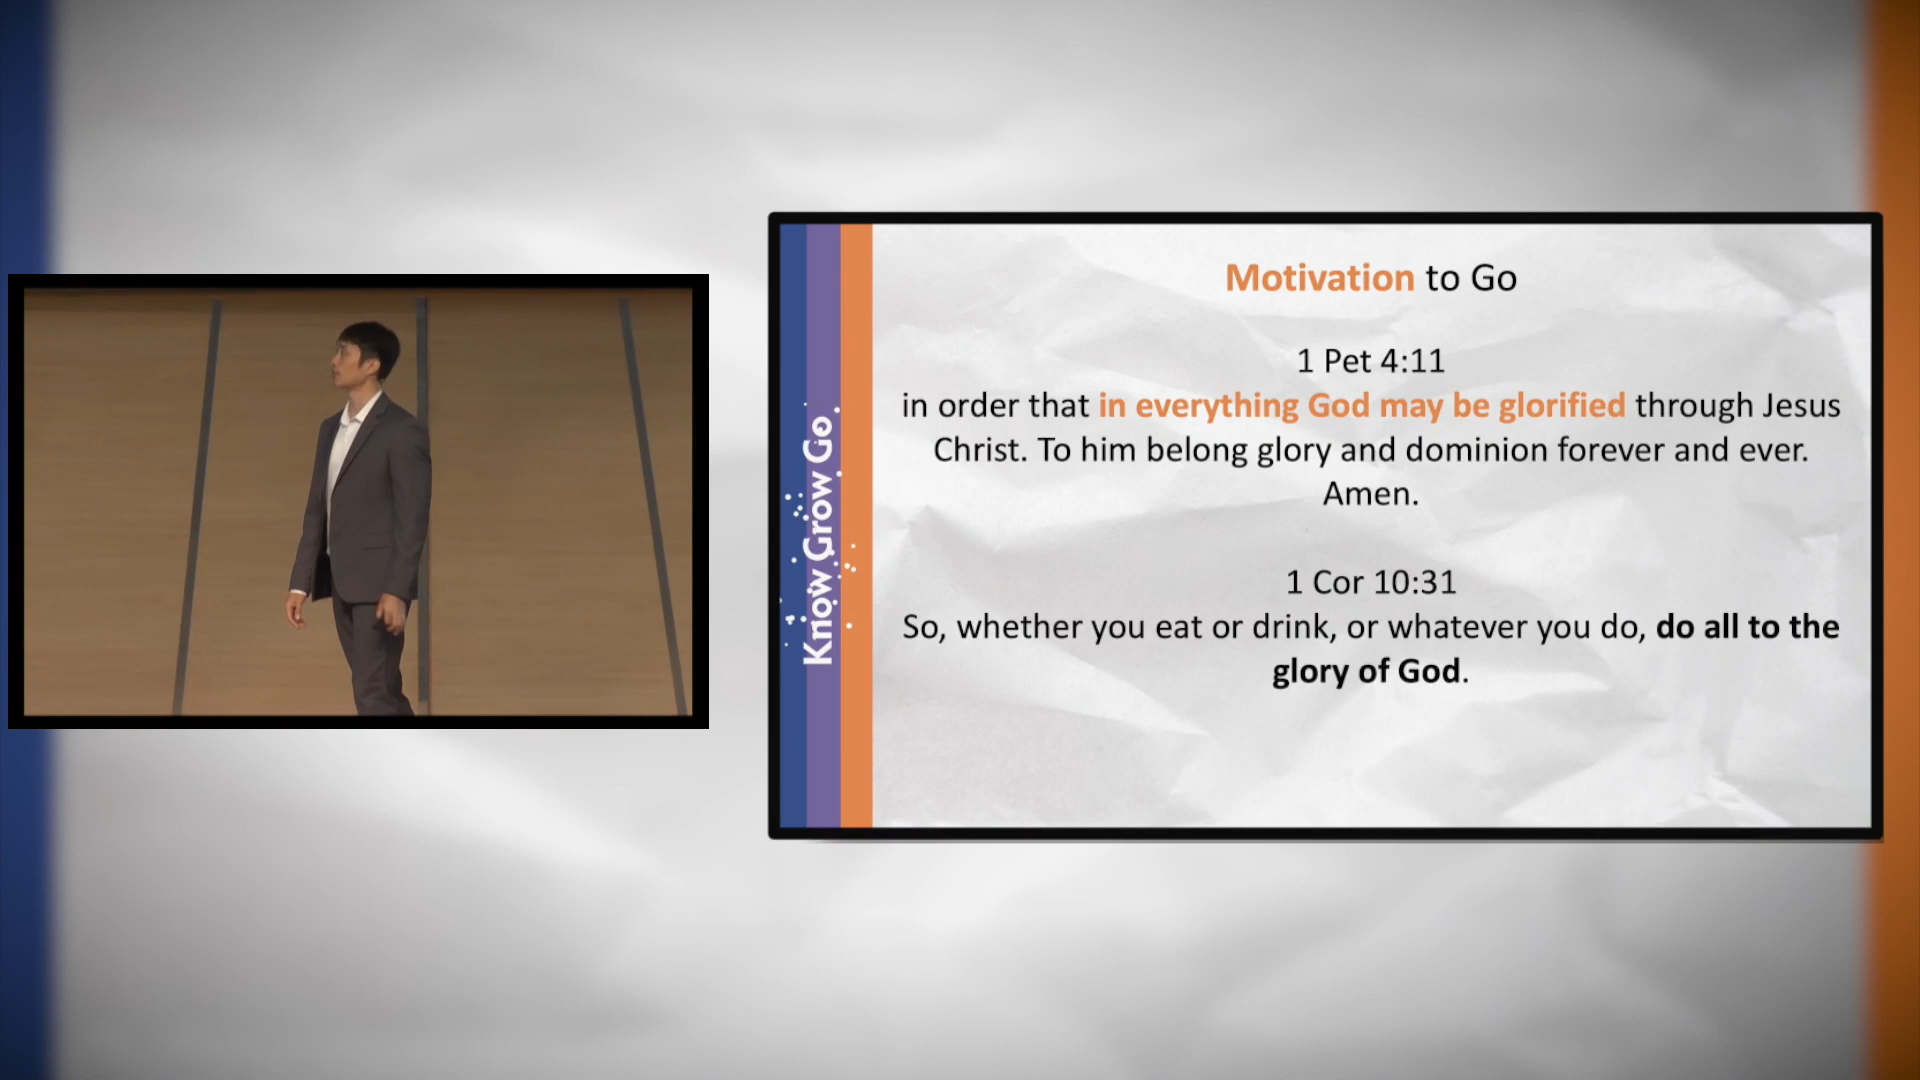 Know Grow Go
Motivation to Go
1 Pet 4:11
in order that in everything God may be glorified through Jesus
Christ. To him belong glory and dominion forever and ever.
Amen.
1 Cor 10:31
So, whether you eat or drink, or whatever you do, do all to the
glory of God.